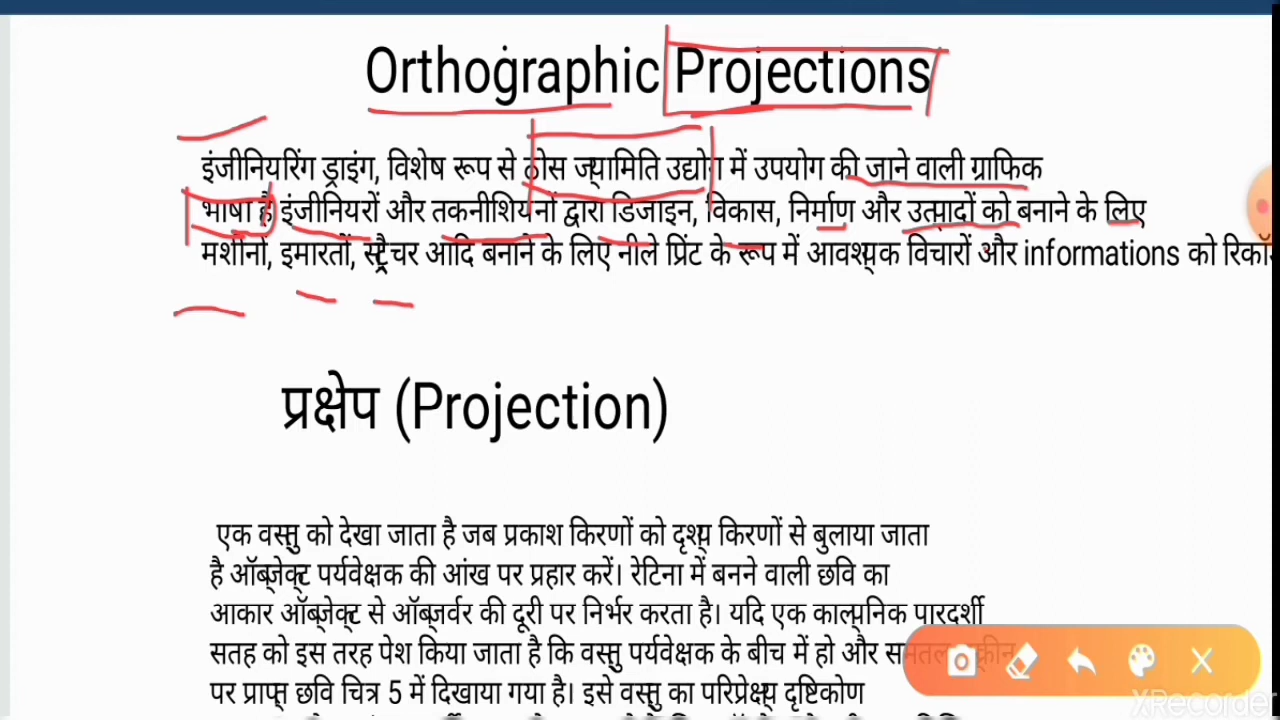 Orthographic Projections
इंजीनियरिंग ड्राइंग, विशेष रूप से ठोस ज्यामिति उद्योग में उपयोग की जाने वाली ग्राफिक
भाषा है इंजीनियरों और तकनीशियनों द्वारा डिजाइन, विकास, निर्माण और उत्पादों को बनाने के लिए
मशीनों, इमारतों, स्ट्रैचर आदि बनाने के लिए नीले प्रिंट के रूप में आवश्यक विचारों और informations को
प्रक्षेप (Projection)
एक वस्तु को देखा जाता है जब प्रकाश किरणों को दृश्य किरणों से बुलाया जाता
है ऑब्जेक्ट पर्यवेक्षक की आंख पर प्रहार करें। रेटिना में बनने वाली छवि का
आकार ऑब्जेक्ट से ऑब्जर्वर की दूरी पर निर्भर करता है। यदि एक काल्पनिक पारदर्शी
सतह को इस तरह पेश किया जाता है कि वस्तु पर्यवेक्षक के बीच में हो और समतल स्क्रीन
पर प्राप्त छवि चित्र 5 में दिखाया गया है। इसे वस्तु का परिप्रेक्ष्य दृष्टिकोण
XRecorder